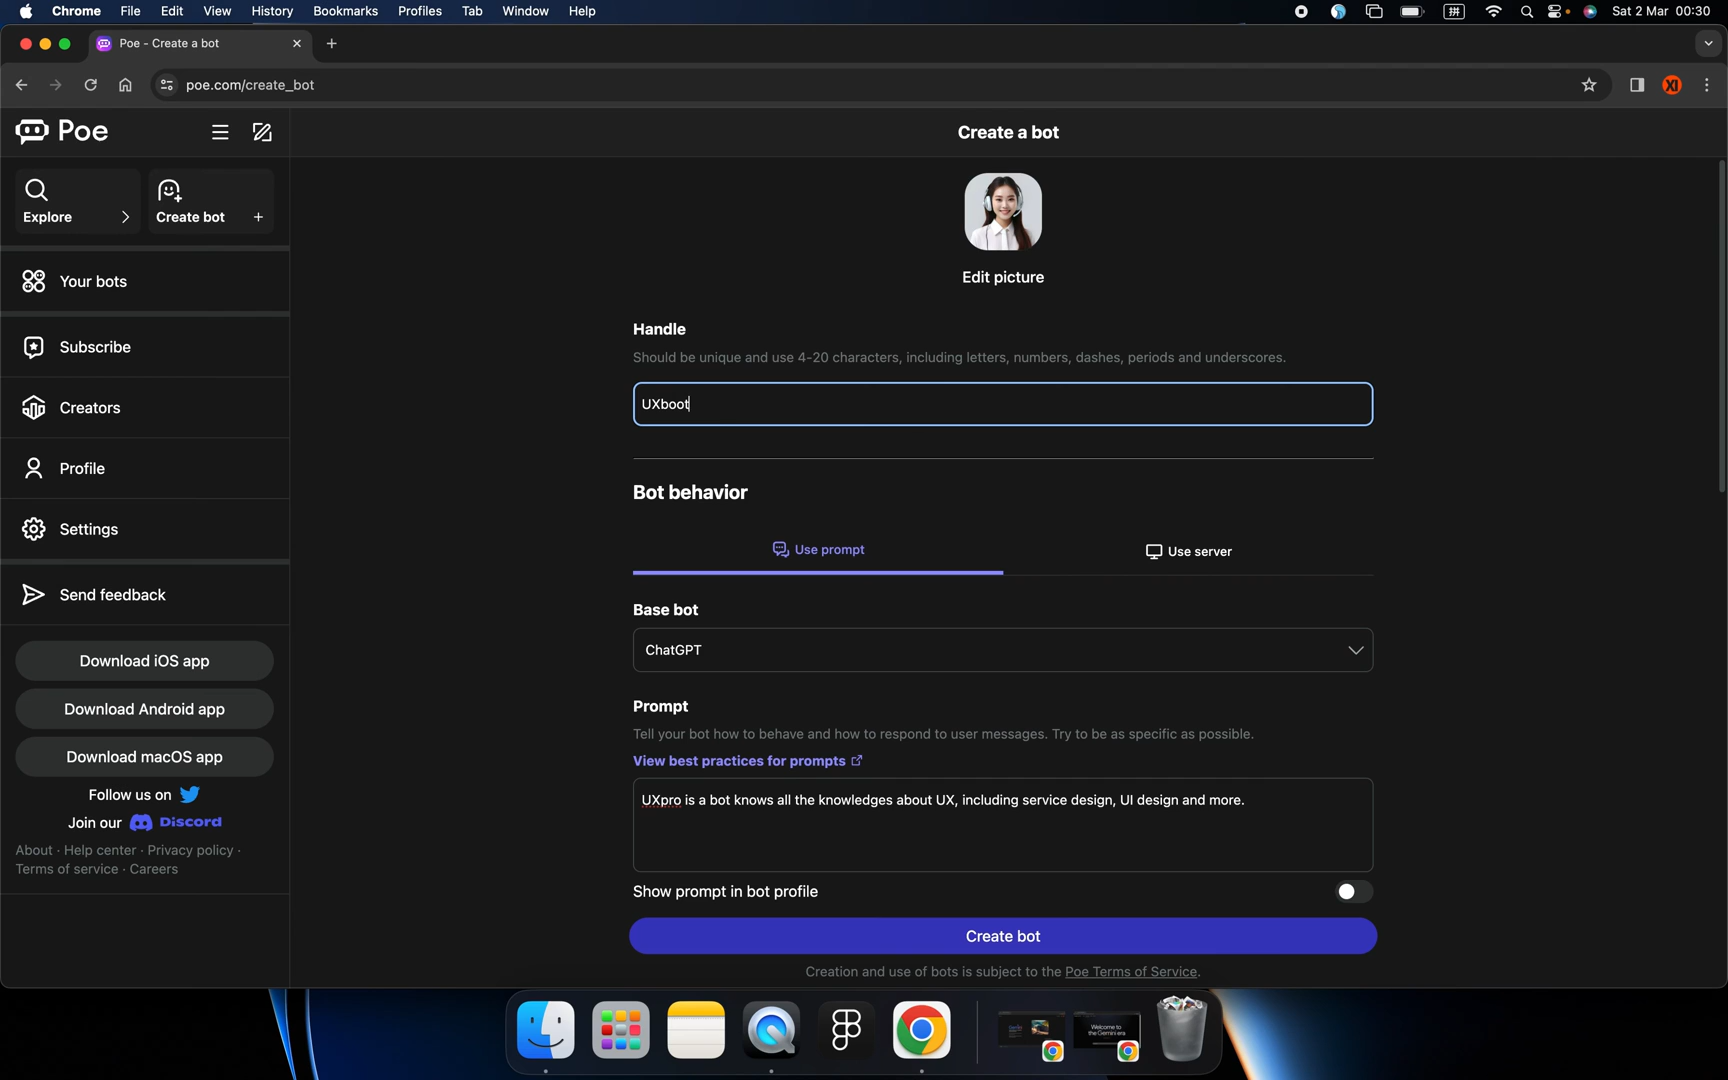 Chrome File Edit View History Bookmarks Profiles Tab Window Help
拼
Sat 2 Mar 00:30
Poe - Create a bot
poe.com/create_bot
XI
Poe
Explore
Create bot
Your bots
Subscribe
Creators
Profile
Settings
Send feedback
Download iOS app
Download Android app
Download macOS app
Follow us on
Join our Discord
About · Help center · Privacy policy ·
Terms of service · Careers
Create a bot
Edit picture
Handle
Should be unique and use 4-20 characters, including letters, numbers, dashes, periods and underscores.
UXboot
Bot behavior
Use prompt
Use server
Base bot
ChatGPT
Prompt
Tell your bot how to behave and how to respond to user messages. Try to be as specific as possible.
View best practices for prompts
UXpro is a bot knows all the knowledges about UX, including service design, UI design and more.
Show prompt in bot profile
Create bot
Creation and use of bots is subject to the Poe Terms of Service.
Welcome to
the Gemini era